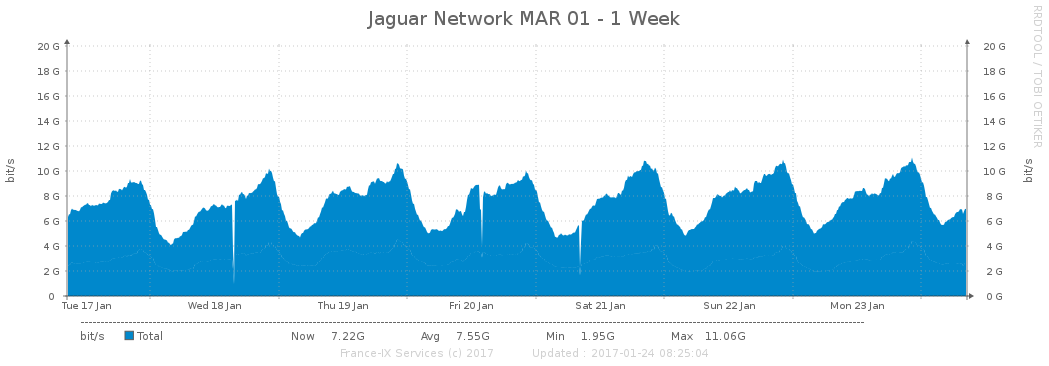 Jaguar Network MAR 01 - 1 Week
RRDTOOL / TOBI OETIKER
bit/s
20 G 20 G
18 G 18 G
16 G 16 G
14 G 14 G
12 G 12 G
10 G 10 G
8 G 8 G
6 G 6 G
4 G 4 G
2 G 2 G
0 0 G
bit/s
Tue 17 Jan Wed 18 Jan Thu 19 Jan Fri 20 Jan Sat 21 Jan Sun 22 Jan Mon 23 Jan
bit/s Total Now 7.22G Avg 7.55G Min 1.95G Max 11.06G
France-IX Services (c) 2017 Updated : 2017-01-24 08:25:04